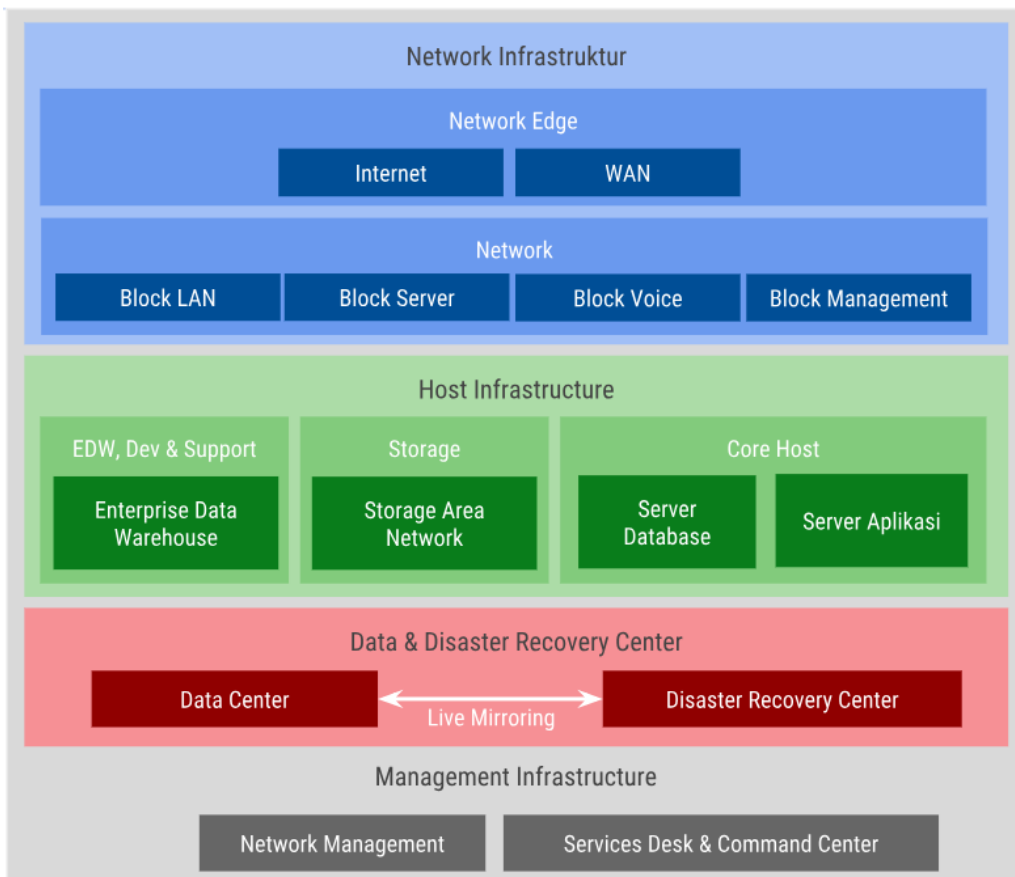 Network Infrastruktur
Network Edge
Internet
WAN
Network
Block LAN
Block Server
Block Voice
Block Management
Host Infrastructure
EDW, Dev & Support
Enterprise Data
Warehouse
Storage
Storage Area
Network
Core Host
Server
Database
Server Aplikasi
Data & Disaster Recovery Center
Data Center
Live Mirroring
Disaster Recovery Center
Management Infrastructure
Network Management
Services Desk & Command Center